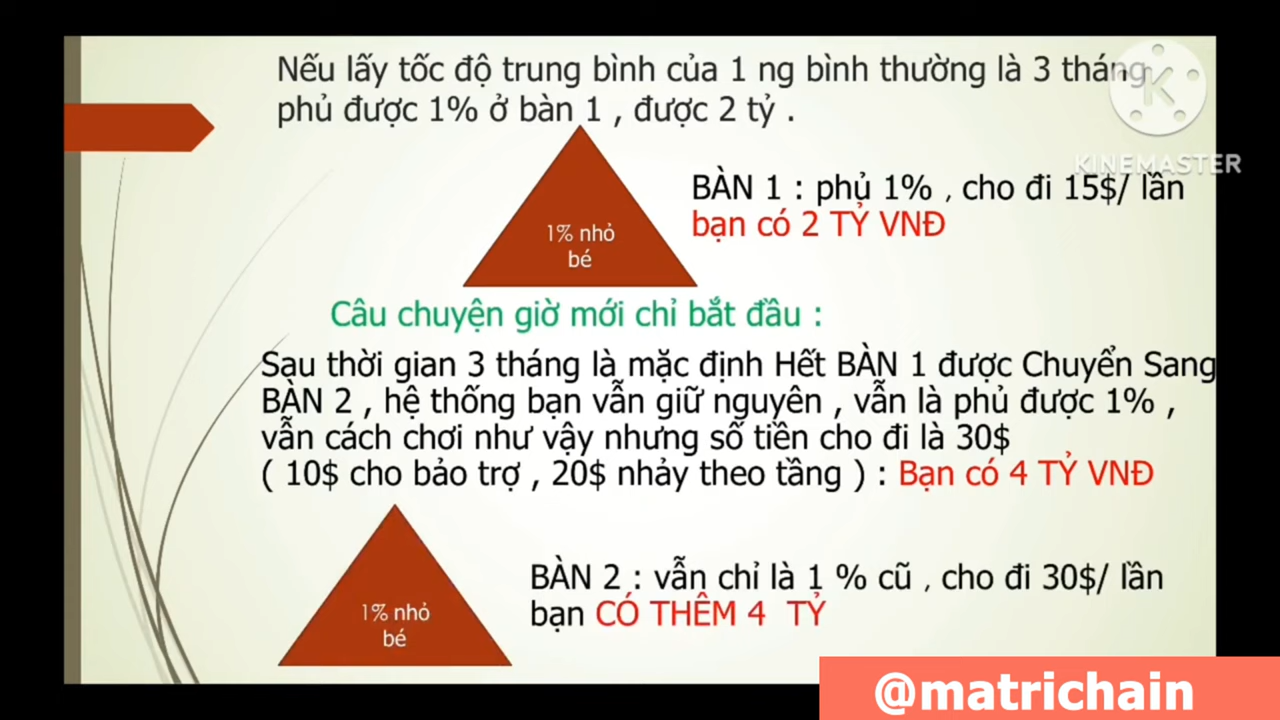 Nếu lấy tốc độ trung bình của 1 ng bình thường là 3 tháng
phủ được 1% ở bàn 1 , được 2 tỷ .
KINEMASTER
BÀN 1 : phủ 1% , cho đi 15$/ lần
bạn có 2 TỶ VNĐ
1% nhỏ
bé
Câu chuyện giờ mới chỉ bắt đầu :
Sau thời gian 3 tháng là mặc định Hết BÀN 1 được Chuyển Sang
BÀN 2 , hệ thống bạn vẫn giữ nguyên , vẫn là phủ được 1% ,
vẫn cách chơi như vậy nhưng số tiền cho đi là 30$
( 10$ cho bảo trợ , 20$ nhảy theo tầng ) : Bạn có 4 TỶ VNĐ
BÀN 2 : vẫn chỉ là 1 % cũ , cho đi 30$/ lần
bạn CÓ THÊM 4 TỶ
1% nhỏ
bé
@matrichain